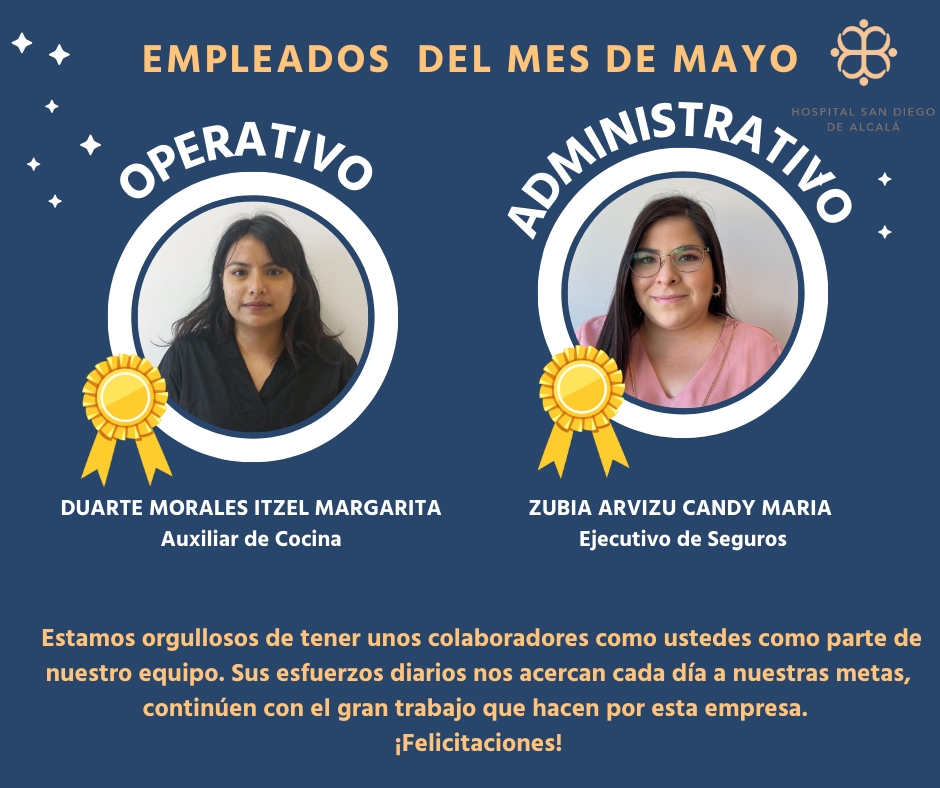 EMPLEADOS DEL MES DE MAYO
HOSPITAL SAN DIEGO
DE ALCALÁ
OPERATIVO
ADMINISTRATIVO
DUARTE MORALES ITZEL MARGARITA
Auxiliar de Cocina
ZUBIA ARVIZU CANDY MARIA
Ejecutivo de Seguros
Estamos orgullosos de tener unos colaboradores como ustedes como parte de
nuestro equipo. Sus esfuerzos diarios nos acercan cada día a nuestras metas,
continúen con el gran trabajo que hacen por esta empresa.
¡Felicitaciones!